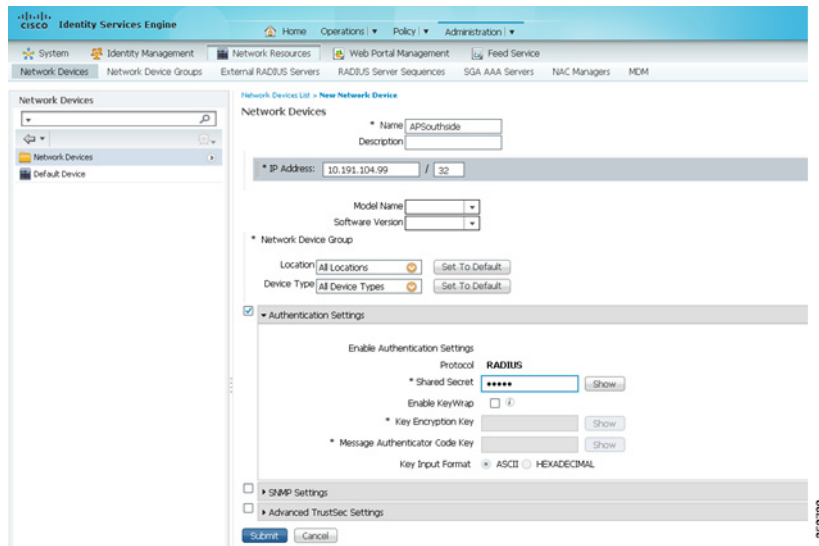 CISCO Identity Services Engine
Home Operations Policy Administration
System Identity Management Network Resources Web Portal Management Feed Service
Network Devices Network Device Groups External RADIUS Servers RADIUS Server Sequences SGA AAA Servers NAC Managers MDM
Network Devices
Network Devices
Default Device
Network Devices List > New Network Device
Network Devices
* Name APSouthside
Description
* IP Address: 10.191.104.99 / 32
Model Name
Software Version
* Network Device Group
Location All Locations Set To Default
Device Type All Device Types Set To Default
Authentication Settings
Enable Authentication Settings
Protocol RADIUS
* Shared Secret ••••• Show
Enable KeyWrap
* Key Encryption Key Show
* Message Authenticator Code Key Show
Key Input Format ASCII HEXADECIMAL
SNMP Settings
Advanced TrustSec Settings
Submit Cancel